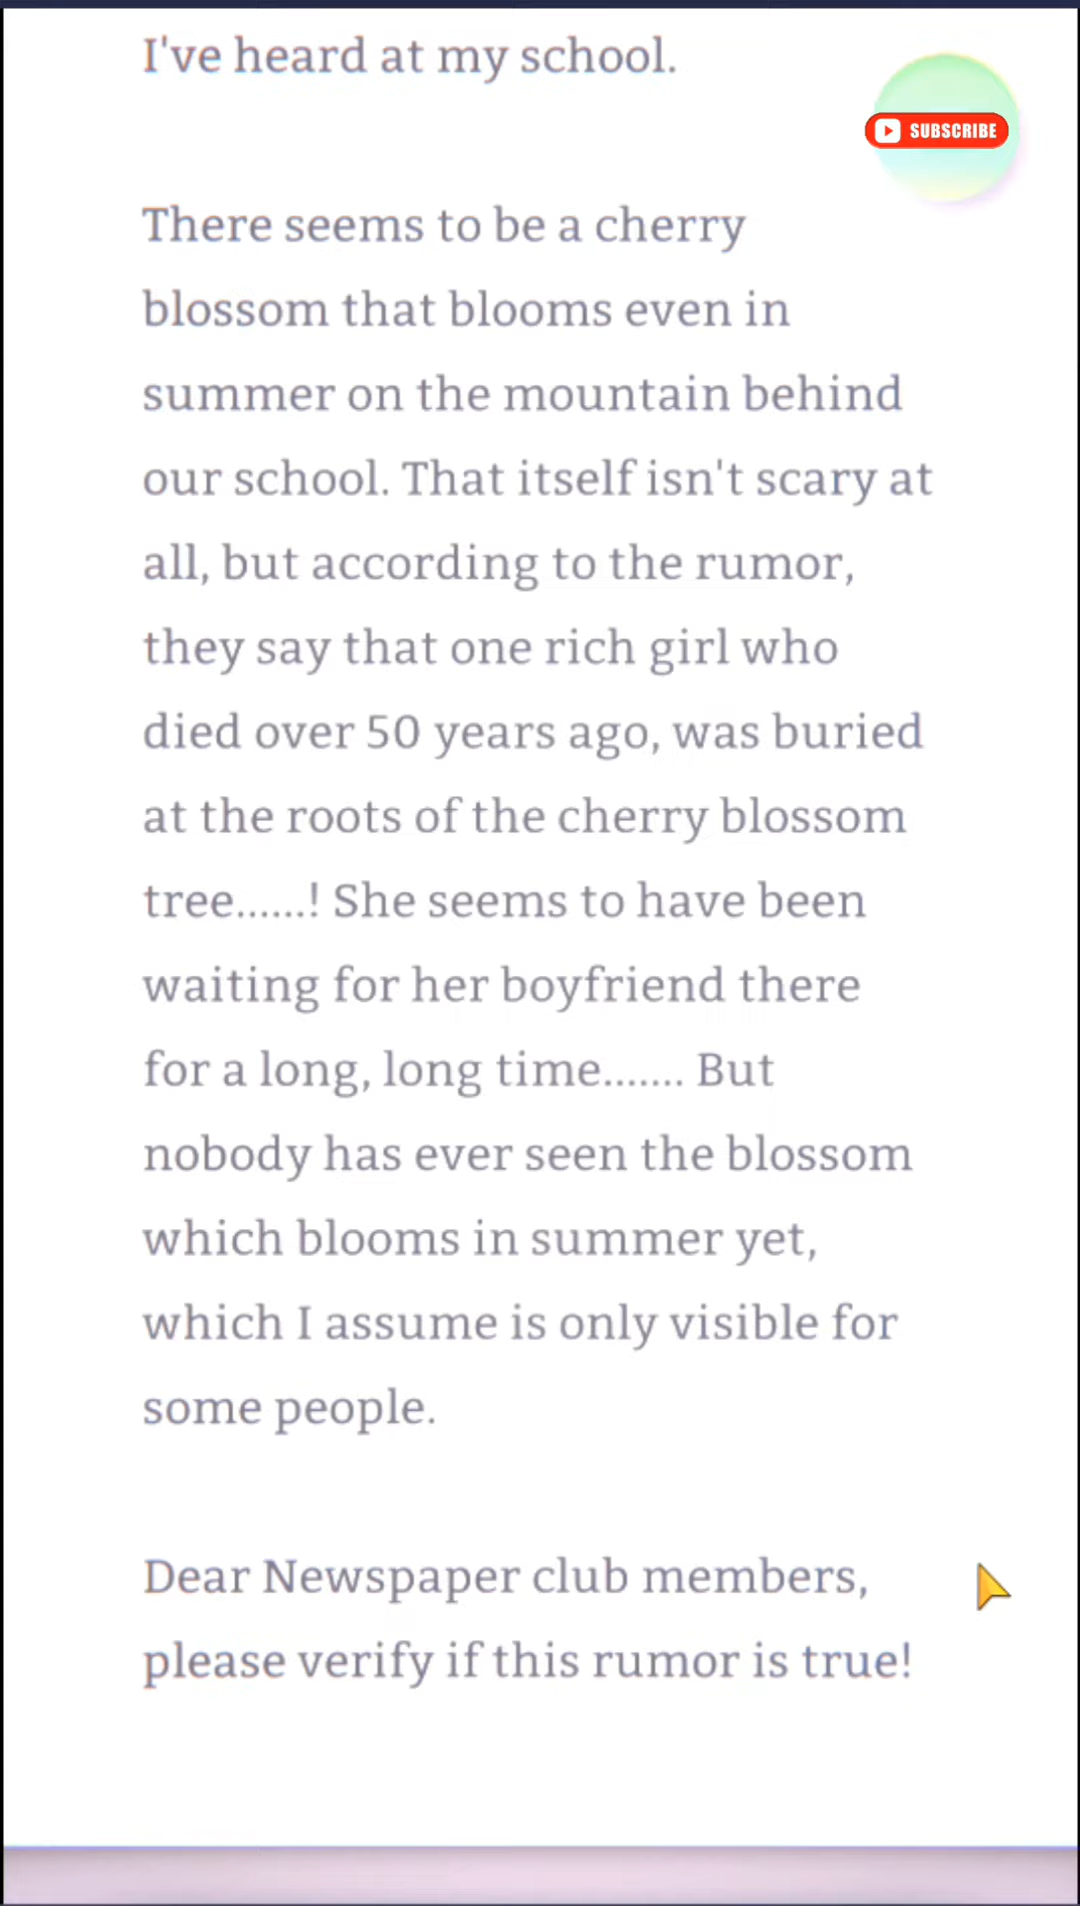 I've heard at my school.
SUBSCRIBE
There seems to be a cherry
blossom that blooms even in
summer on the mountain behind
our school. That itself isn't scary at
all, but according to the rumor,
they say that one rich girl who
died over 50 years ago, was buried
at the roots of the cherry blossom
tree......! She seems to have been
waiting for her boyfriend there
for a long, long time....... But
nobody has ever seen the blossom
which blooms in summer yet,
which I assume is only visible for
some people.
Dear Newspaper club members,
please verify if this rumor is true!